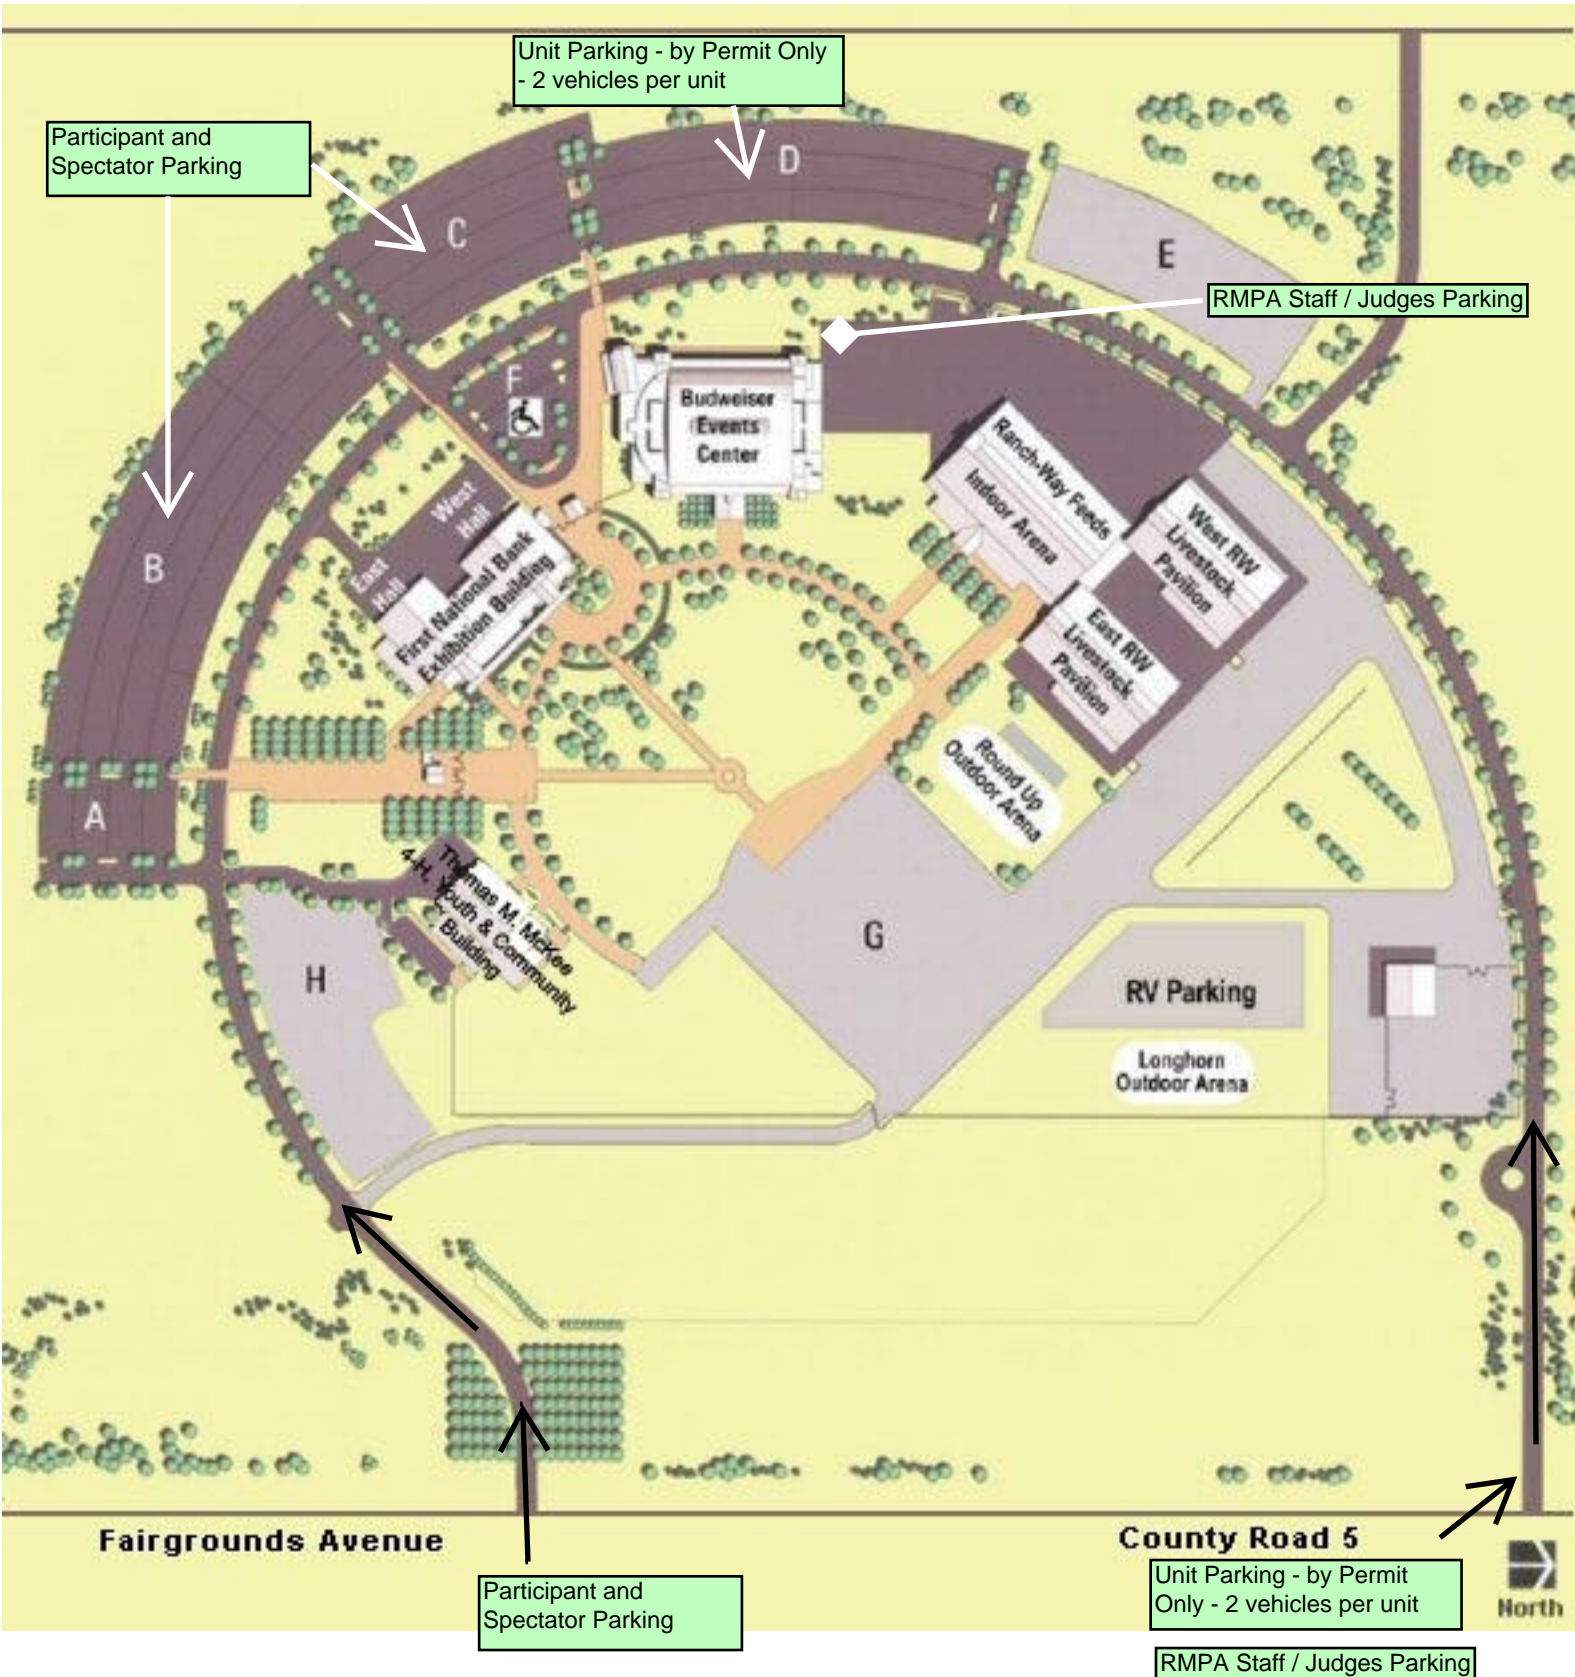 Unit Parking - by Permit Only
- 2 vehicles per unit
Participant and
Spectator Parking
D
C
E
RMPA Staff / Judges Parking
F
Budweiser
Events
Center
Ranch-Way Feeds
Indoor Arena
West
Hall
East
Hall
First National Bank
Exhibition Building
West RW
Livestock
Pavilion
East RW
Livestock
Pavilion
B
Round Up
Outdoor Arena
A
Thomas M. McKee
4-H, Youth & Community
Building
G
H
RV Parking
Longhorn
Outdoor Arena
Fairgrounds Avenue
County Road 5
North
Participant and
Spectator Parking
Unit Parking - by Permit
Only - 2 vehicles per unit
RMPA Staff / Judges Parking